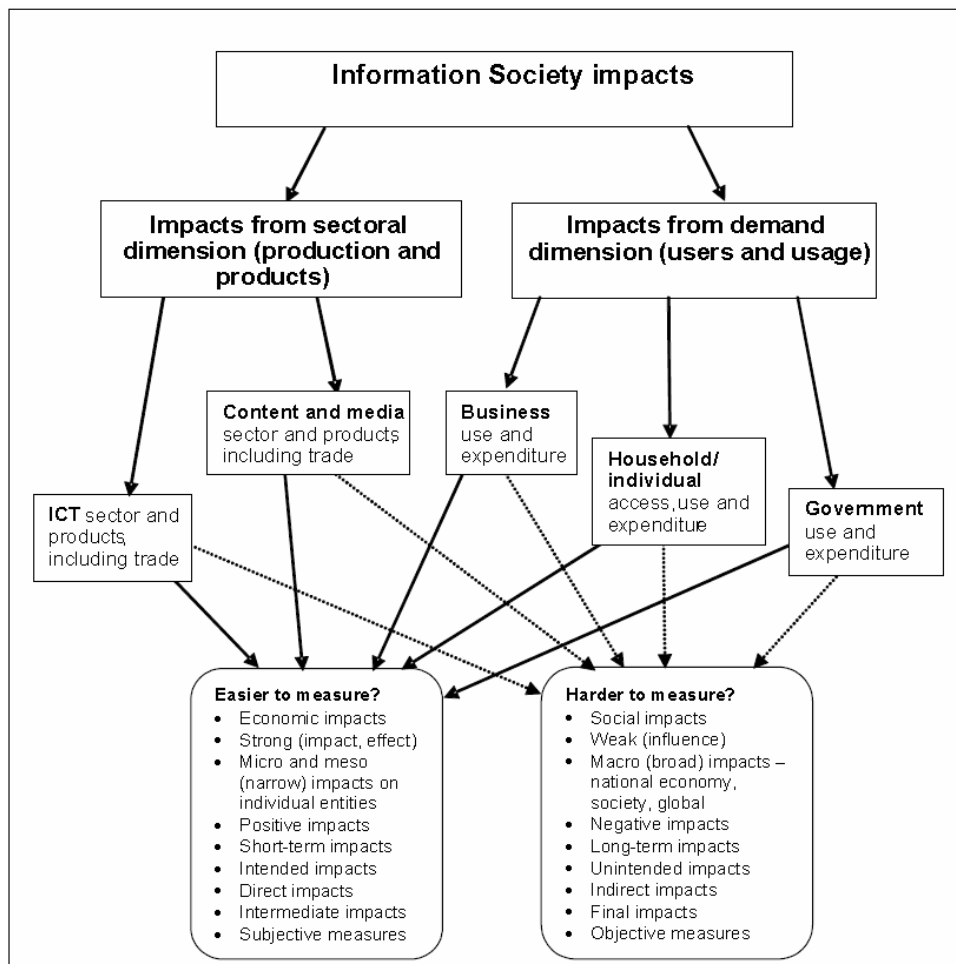 Information Society impacts
Impacts from sectoral
dimension (production and
products)
Impacts from demand
dimension (users and usage)
Content and media
sector and products,
including trade
Business
use and
expenditure
Household/
individual
access, use and
expenditure
ICT sector and
products,
including trade
Government
use and
expenditure
Easier to measure?
• Economic impacts
• Strong (impact, effect)
• Micro and meso
(narrow) impacts on
individual entities
• Positive impacts
• Short-term impacts
• Intended impacts
• Direct impacts
• Intermediate impacts
• Subjective measures
Harder to measure?
• Social impacts
• Weak (influence)
• Macro (broad) impacts –
national economy,
society, global
• Negative impacts
• Long-term impacts
• Unintended impacts
• Indirect impacts
• Final impacts
• Objective measures